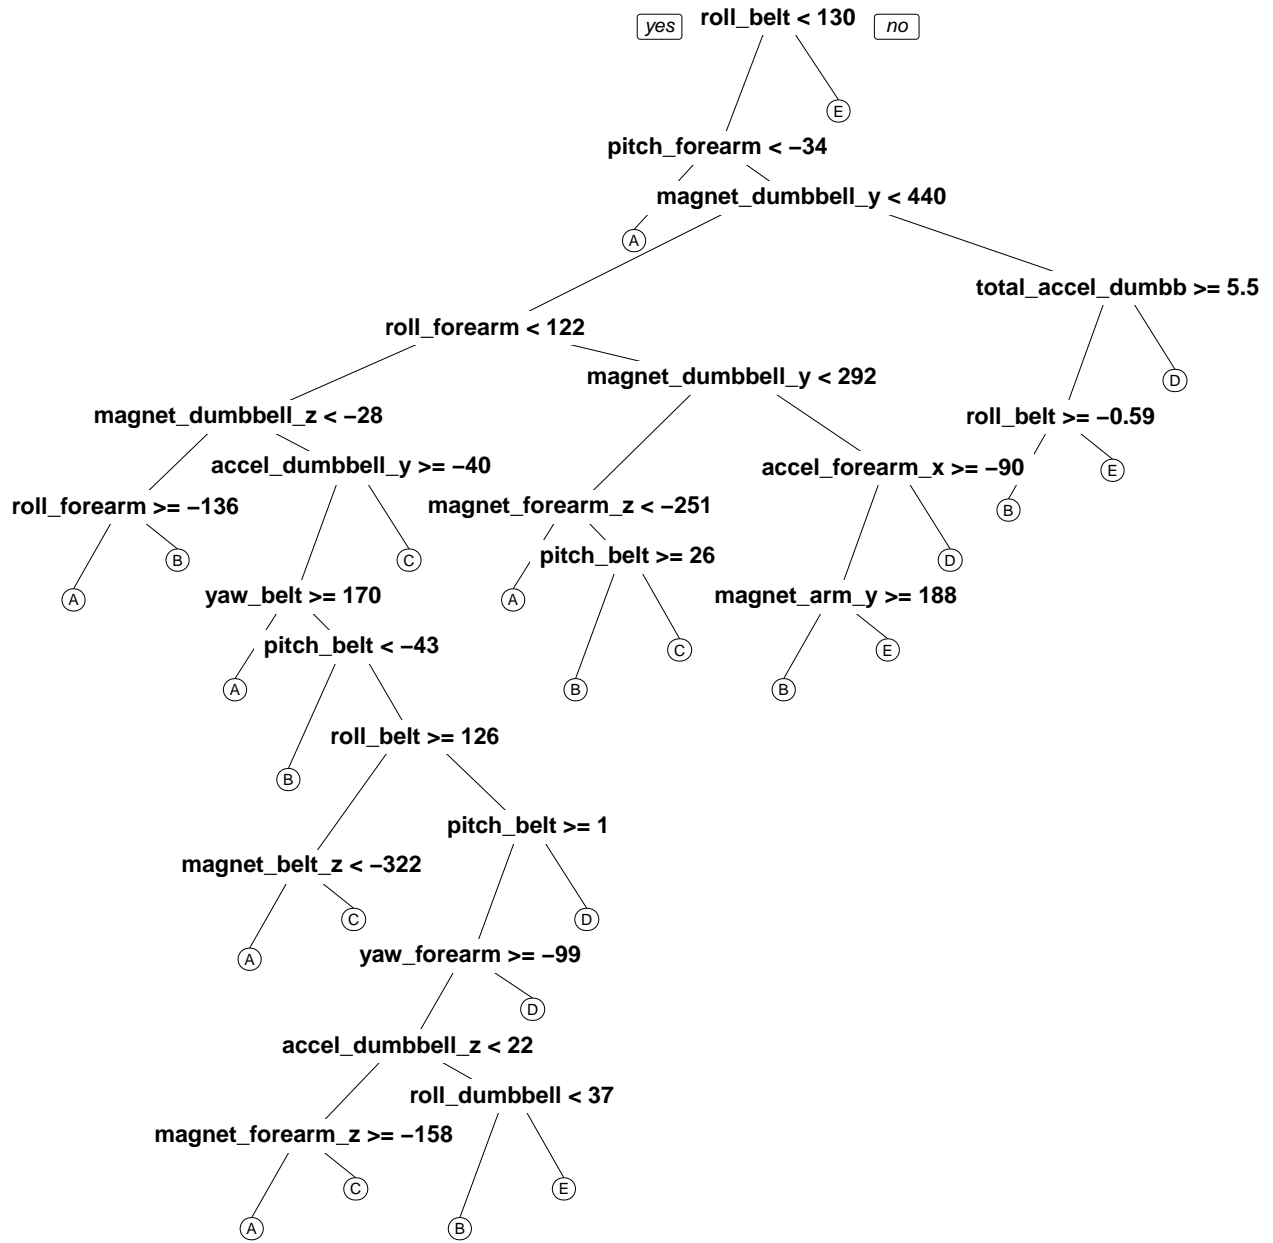 yes roll_belt < 130 no
E
pitch_forearm < −34
magnet_dumbbell_y < 440
A
total_accel_dumbb >= 5.5
roll_forearm < 122
magnet_dumbbell_y < 292
D
magnet_dumbbell_z < −28
roll_belt >= −0.59
accel_dumbbell_y >= −40
accel_forearm_x >= −90
E
roll_forearm >= −136
magnet_forearm_z < −251
B
B
C
pitch_belt >= 26
D
A
yaw_belt >= 170
A
magnet_arm_y >= 188
pitch_belt < −43
C
E
A
B
B
roll_belt >= 126
B
pitch_belt >= 1
magnet_belt_z < −322
C
D
A
yaw_forearm >= −99
D
accel_dumbbell_z < 22
roll_dumbbell < 37
magnet_forearm_z >= −158
C
E
A
B